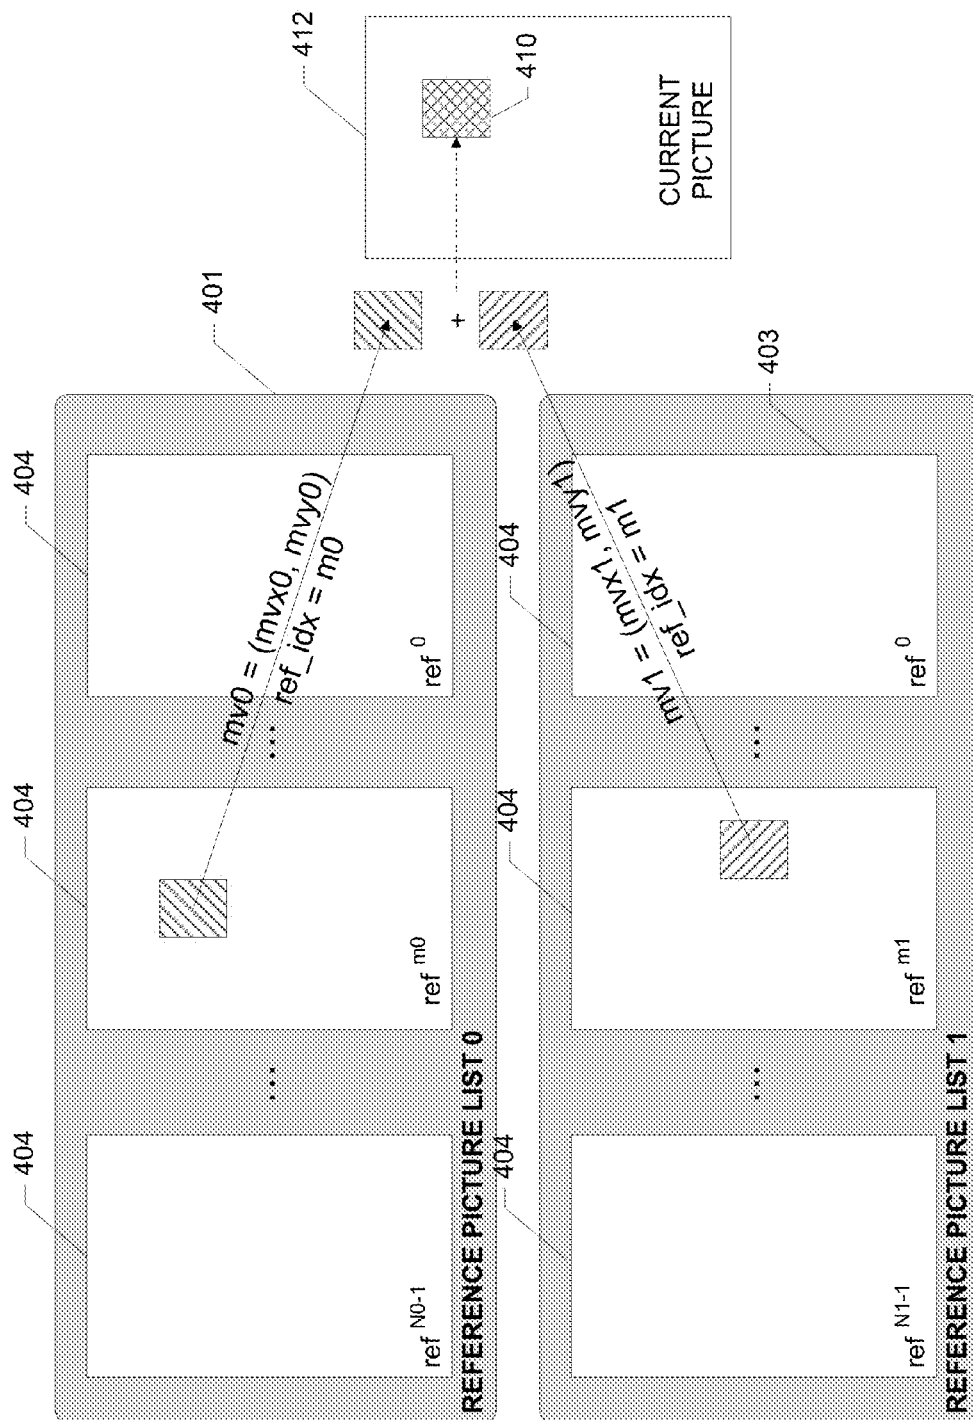 404
404
404
401
412
410
mv0 = (mvx0, mvy0)
ref_idx = m0
...
...
ref N0-1
ref m0
ref 0
REFERENCE PICTURE LIST 0
+
CURRENT
PICTURE
404
404
404
403
mv1 = (mvx1, mvy1)
ref_idx = m1
...
...
ref N1-1
ref m1
ref 0
REFERENCE PICTURE LIST 1